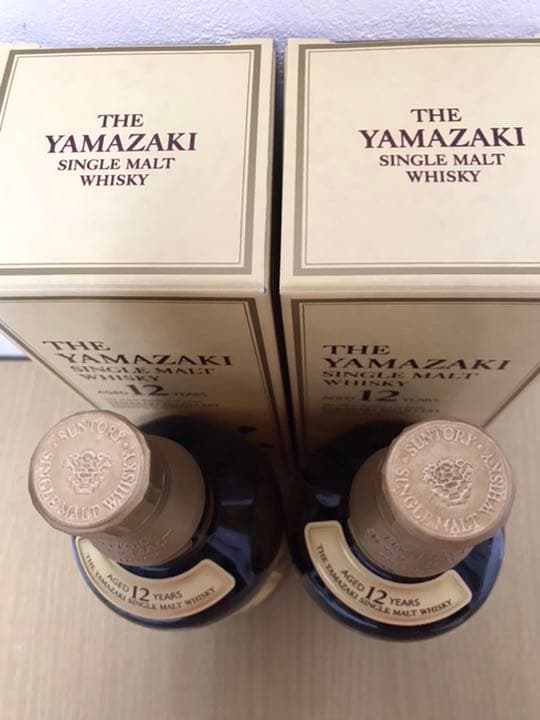 THE
YAMAZAKI
SINGLE MALT
WHISKY
THE
YAMAZAKI
SINGLE MALT
WHISKY
THE
YAMAZAKI
SINGLE MALT
WHISKY
AGED 12 YEARS
THE
YAMAZAKI
SINGLE MALT
WHISKY
AGED 12 YEARS
· SUNTORY ·
SINGLE MALT WHISKY
· SUNTORY ·
SINGLE MALT WHISKY
AGED 12 YEARS
THE YAMAZAKI SINGLE MALT WHISKY
AGED 12 YEARS
THE YAMAZAKI SINGLE MALT WHISKY